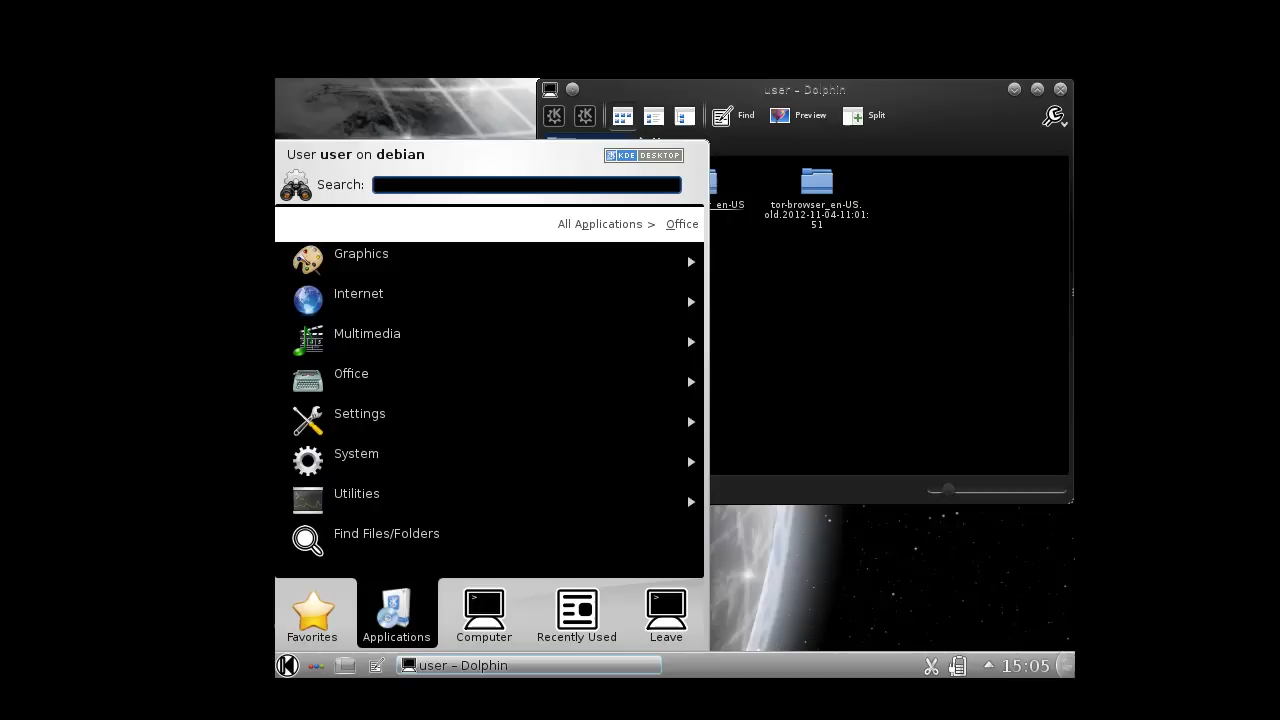 user – Dolphin
Find
Preview
Split
User user on debian
KDE DESKTOP
Search:
All Applications >
Office
_en-US
tor-browser_en-US.
old.2012-11-04-11:01:
51
Graphics
Internet
Multimedia
Office
Settings
System
Utilities
Find Files/Folders
Favorites
Applications
Computer
Recently Used
Leave
user – Dolphin
15:05